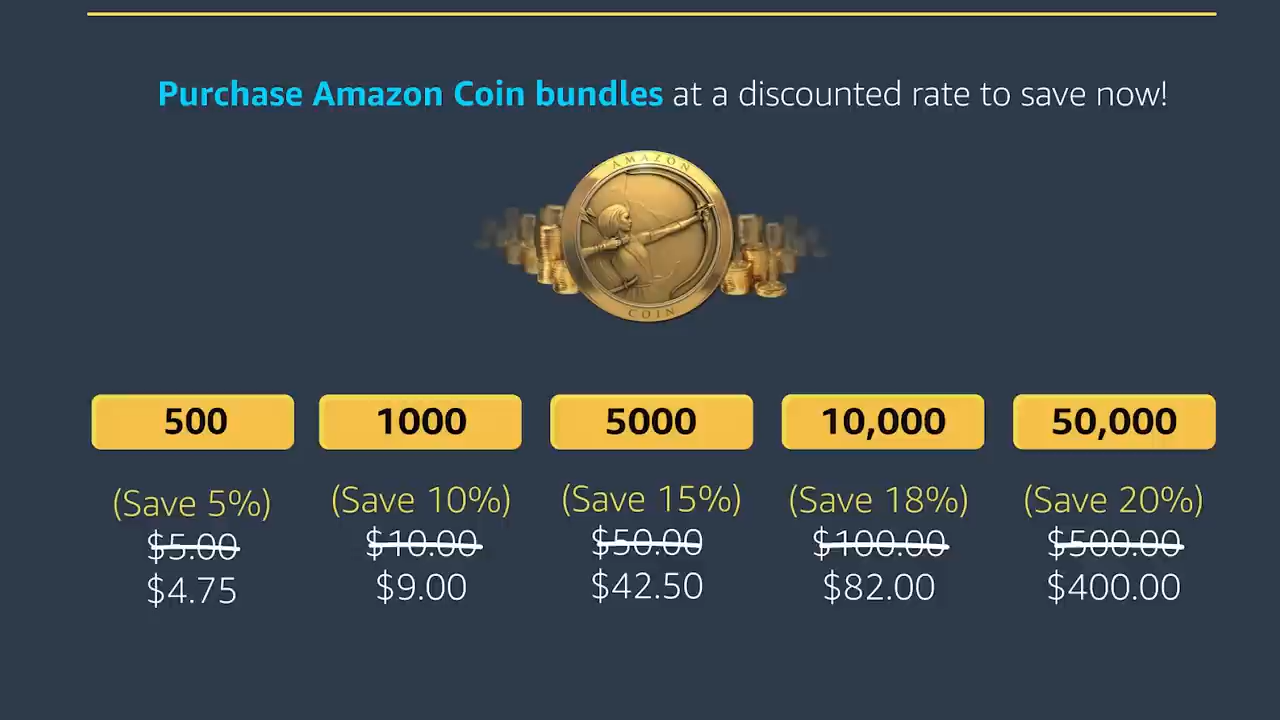 Purchase Amazon Coin bundles at a discounted rate to save now!
AMAZON
COIN
500 1000 5000 10,000 50,000
(Save 5%) (Save 10%) (Save 15%) (Save 18%) (Save 20%)
$5.00 $10.00 $50.00 $100.00 $500.00
$4.75 $9.00 $42.50 $82.00 $400.00